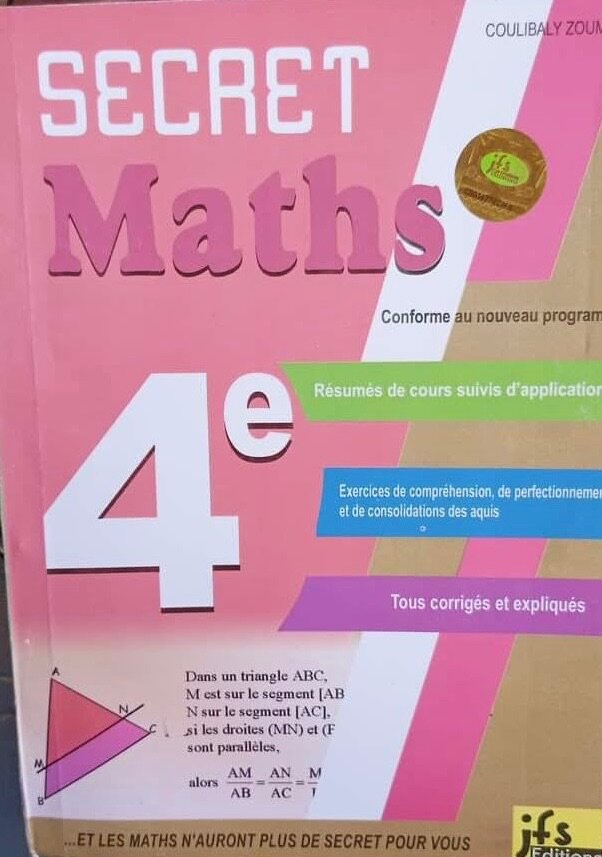 COULIBALY ZOUM
SECRET
Maths
jfs
Conforme au nouveau program
4e
Résumés de cours suivis d'application
Exercices de compréhension, de perfectionnemen
et de consolidations des aquis
Tous corrigés et expliqués
A
N
C
M
B
Dans un triangle ABC,
M est sur le segment [AB
N sur le segment [AC],
si les droites (MN) et (
sont parallèles,
alors AM/AB = AN/AC = M
...ET LES MATHS N'AURONT PLUS DE SECRET POUR VOUS
jfs
Editions